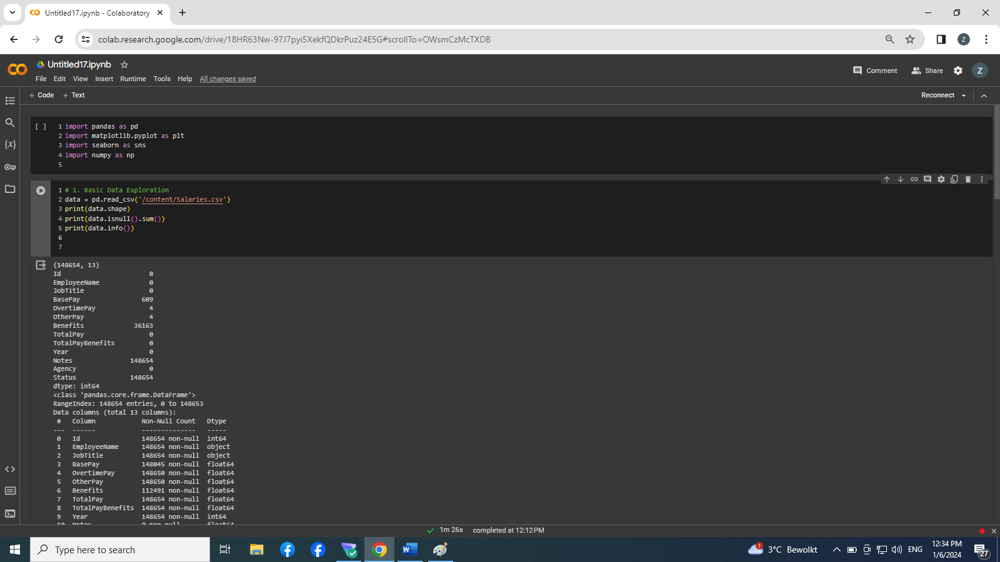 Untitled17.ipynb - Colaboratory
colab.research.google.com/drive/18HR63Nw-97J7pyi5XekfQDkrPuz24E5G#scrollTo=OWsmCzMcTXDB
Z
CO
Untitled17.ipynb
File Edit View Insert Runtime Tools Help All changes saved
Comment Share Z
+ Code + Text
Reconnect
[ ]
1 import pandas as pd
2 import matplotlib.pyplot as plt
3 import seaborn as sns
4 import numpy as np
5
{x}
1 # 1. Basic Data Exploration
2 data = pd.read_csv('/content/Salaries.csv')
3 print(data.shape)
4 print(data.isnull().sum())
5 print(data.info())
6
7
(148654, 13)
Id 0
EmployeeName 0
JobTitle 0
BasePay 609
OvertimePay 4
OtherPay 4
Benefits 36163
TotalPay 0
TotalPayBenefits 0
Year 0
Notes 148654
Agency 0
Status 148654
dtype: int64
<class 'pandas.core.frame.DataFrame'>
RangeIndex: 148654 entries, 0 to 148653
Data columns (total 13 columns):
# Column Non-Null Count Dtype
--- ------ -------------- -----
0 Id 148654 non-null int64
1 EmployeeName 148654 non-null object
2 JobTitle 148654 non-null object
3 BasePay 148045 non-null float64
4 OvertimePay 148650 non-null float64
5 OtherPay 148650 non-null float64
6 Benefits 112491 non-null float64
7 TotalPay 148654 non-null float64
8 TotalPayBenefits 148654 non-null float64
9 Year 148654 non-null int64
10 Notes 0 non-null float64
1m 26s completed at 12:12 PM
Type here to search
1
3°C Bewolkt
ENG
12:34 PM
1/6/2024
27